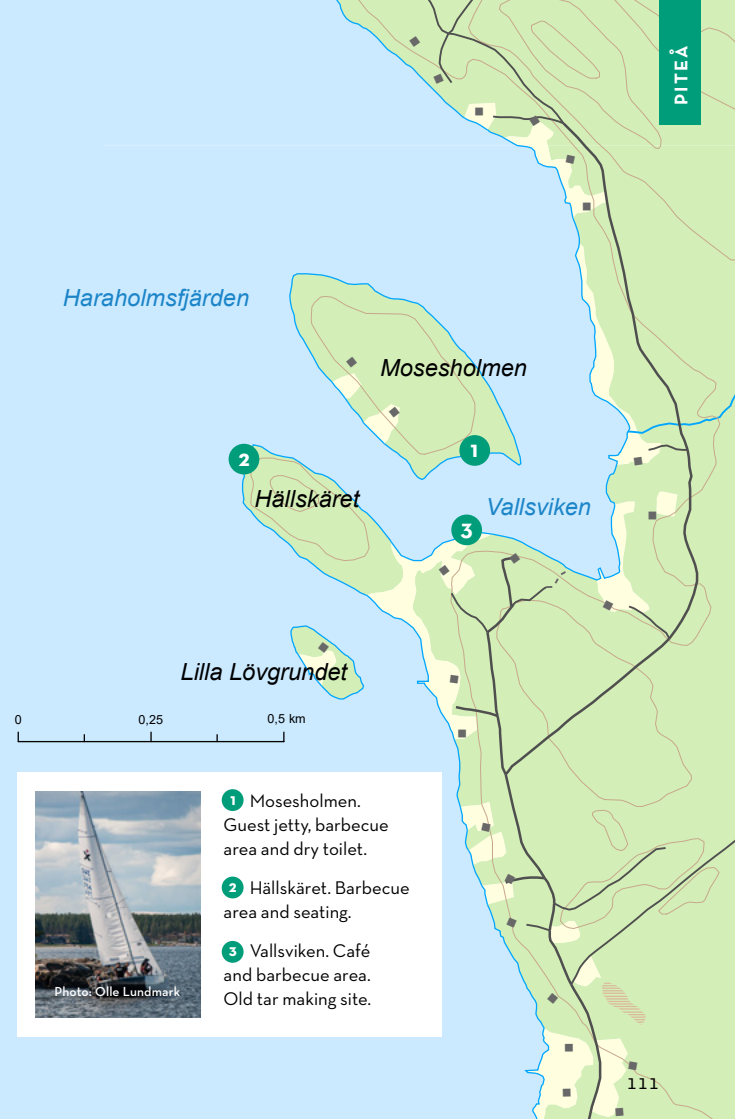 PITEÅ
Haraholmsfjärden
Mosesholmen
1
2
Hällskäret
Vallsviken
3
Lilla Lövgrundet
0 0,25 0,5 km
Photo: Olle Lundmark
1 Mosesholmen.
Guest jetty, barbecue
area and dry toilet.
2 Hällskäret. Barbecue
area and seating.
3 Vallsviken. Café
and barbecue area.
Old tar making site.
111